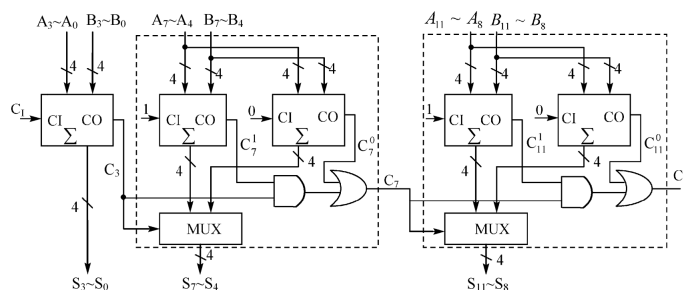 A₃~A₀ B₃~B₀ A₇~A₄ B₇~B₄ A₁₁ ~ A₈ B₁₁ ~ B₈
4 4 4 4 4 4 4 4 4 4
C₁ 1 0 1 0
CI CO CI CO CI CO CI CO CI CO
Σ Σ Σ Σ Σ
C₃ C₇¹ C₇⁰ C₁₁¹ C₁₁⁰
4 4 4 4
C₇ C
4
MUX MUX
4 4
S₃~S₀ S₇~S₄ S₁₁~S₈